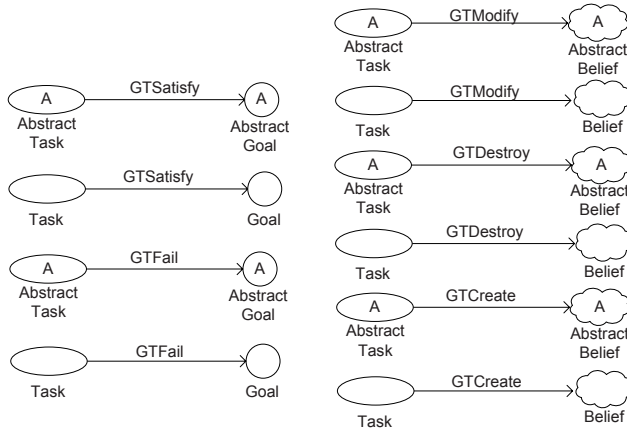 A GTSatisfy A
Abstract Abstract
Task Goal
GTSatisfy
Task Goal
A GTFail A
Abstract Abstract
Task Goal
GTFail
Task Goal
A GTModify A
Abstract Abstract
Task Belief
GTModify
Task Belief
A GTDestroy A
Abstract Abstract
Task Belief
GTDestroy
Task Belief
A GTCreate A
Abstract Abstract
Task Belief
GTCreate
Task Belief